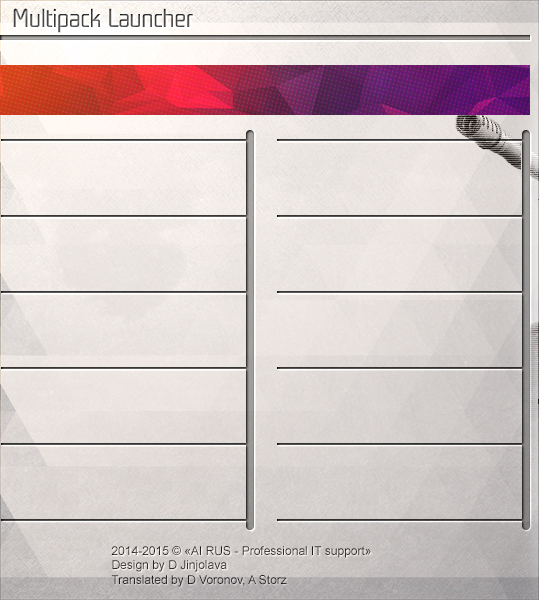 Multipack Launcher
2014-2015 © «AI RUS - Professional IT support»
Design by D Jinjolava
Translated by D Voronov, A Storz